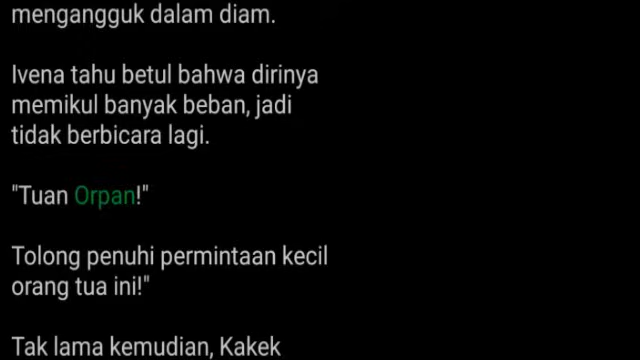 mengangguk dalam diam.
Ivena tahu betul bahwa dirinya
memikul banyak beban, jadi
tidak berbicara lagi.
"Tuan Orpan!"
Tolong penuhi permintaan kecil
orang tua ini!"
Tak lama kemudian, Kakek